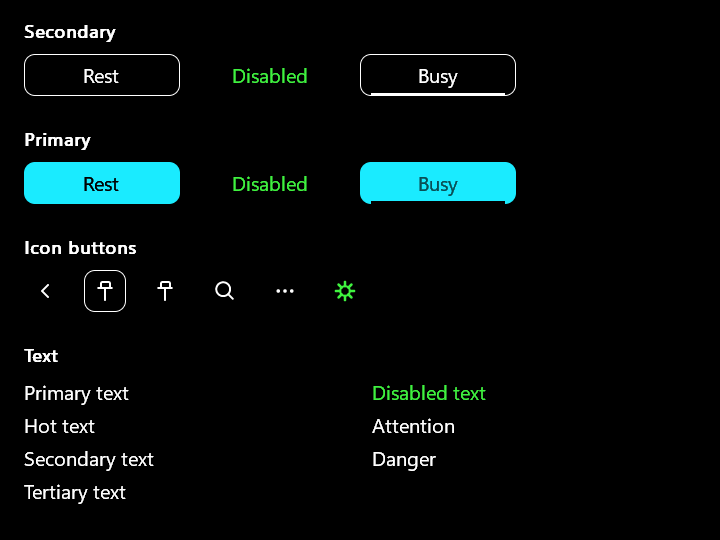 Secondary
Rest Disabled Busy
Primary
Rest Disabled Busy
Icon buttons
Text
Primary text Disabled text
Hot text Attention
Secondary text Danger
Tertiary text